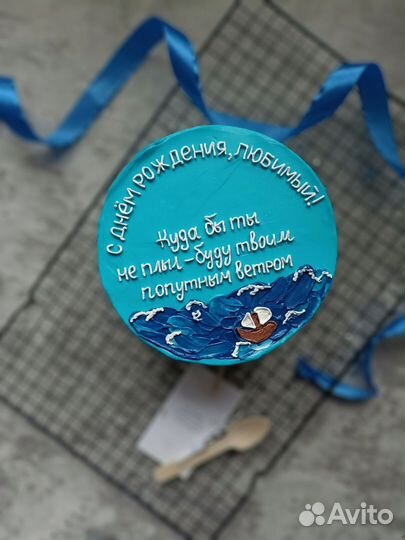 С ДНЁМ РОЖДЕНИЯ, ЛЮБИМЫЙ!
Куда бы ты
не плыл - буду твоим
попутным ветром
Avito